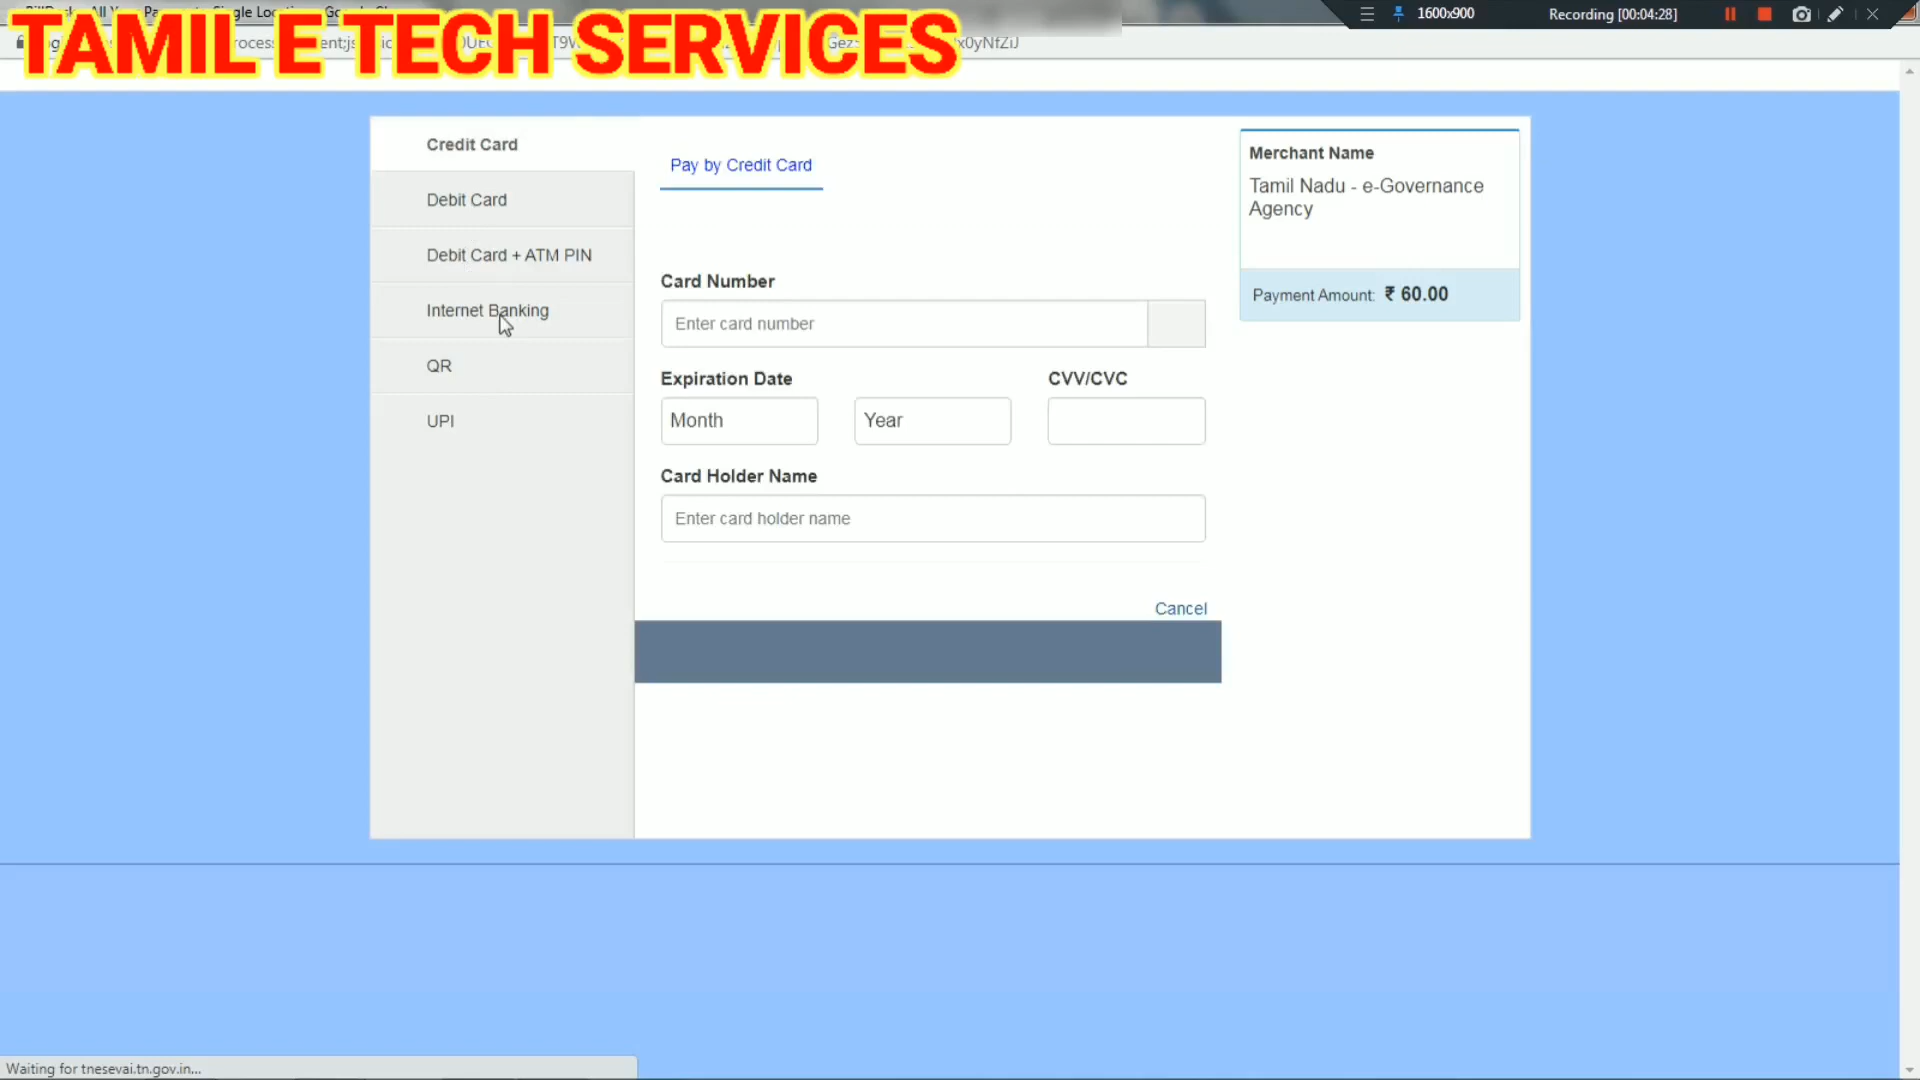 TAMIL E TECH SERVICES
1600x900
Recording [00:04:28]
Credit Card
Debit Card
Debit Card + ATM PIN
Internet Banking
QR
UPI
Pay by Credit Card
Card Number
Enter card number
Expiration Date
CVV/CVC
Month
Year
Card Holder Name
Enter card holder name
Cancel
Merchant Name
Tamil Nadu - e-Governance
Agency
Payment Amount: ₹ 60.00
Waiting for tnesevai.tn.gov.in...